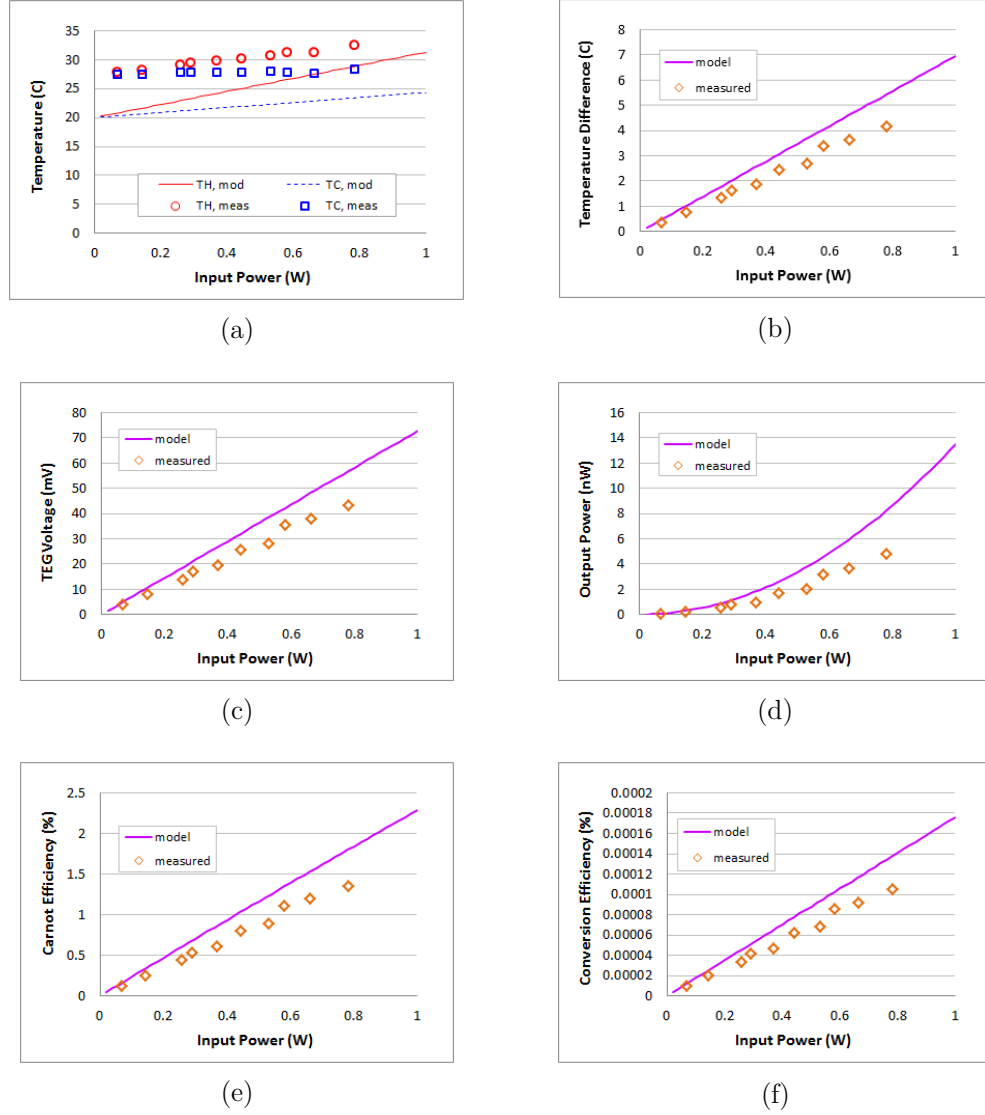 35
30
25
20
15
10
5
0
Temperature (C)
TH, mod
TC, mod
TH, meas
TC, meas
0 0.2 0.4 0.6 0.8 1
Input Power (W)
(a)
8
7
6
5
4
3
2
1
0
Temperature Difference (C)
model
measured
0 0.2 0.4 0.6 0.8 1
Input Power (W)
(b)
80
70
60
50
40
30
20
10
0
TEG Voltage (mV)
model
measured
0 0.2 0.4 0.6 0.8 1
Input Power (W)
(c)
16
14
12
10
8
6
4
2
0
Output Power (nW)
model
measured
0 0.2 0.4 0.6 0.8 1
Input Power (W)
(d)
2.5
2
1.5
1
0.5
0
Carnot Efficiency (%)
model
measured
0 0.2 0.4 0.6 0.8 1
Input Power (W)
(e)
0.0002
0.00018
0.00016
0.00014
0.00012
0.0001
0.00008
0.00006
0.00004
0.00002
0
Conversion Efficiency (%)
model
measured
0 0.2 0.4 0.6 0.8 1
Input Power (W)
(f)